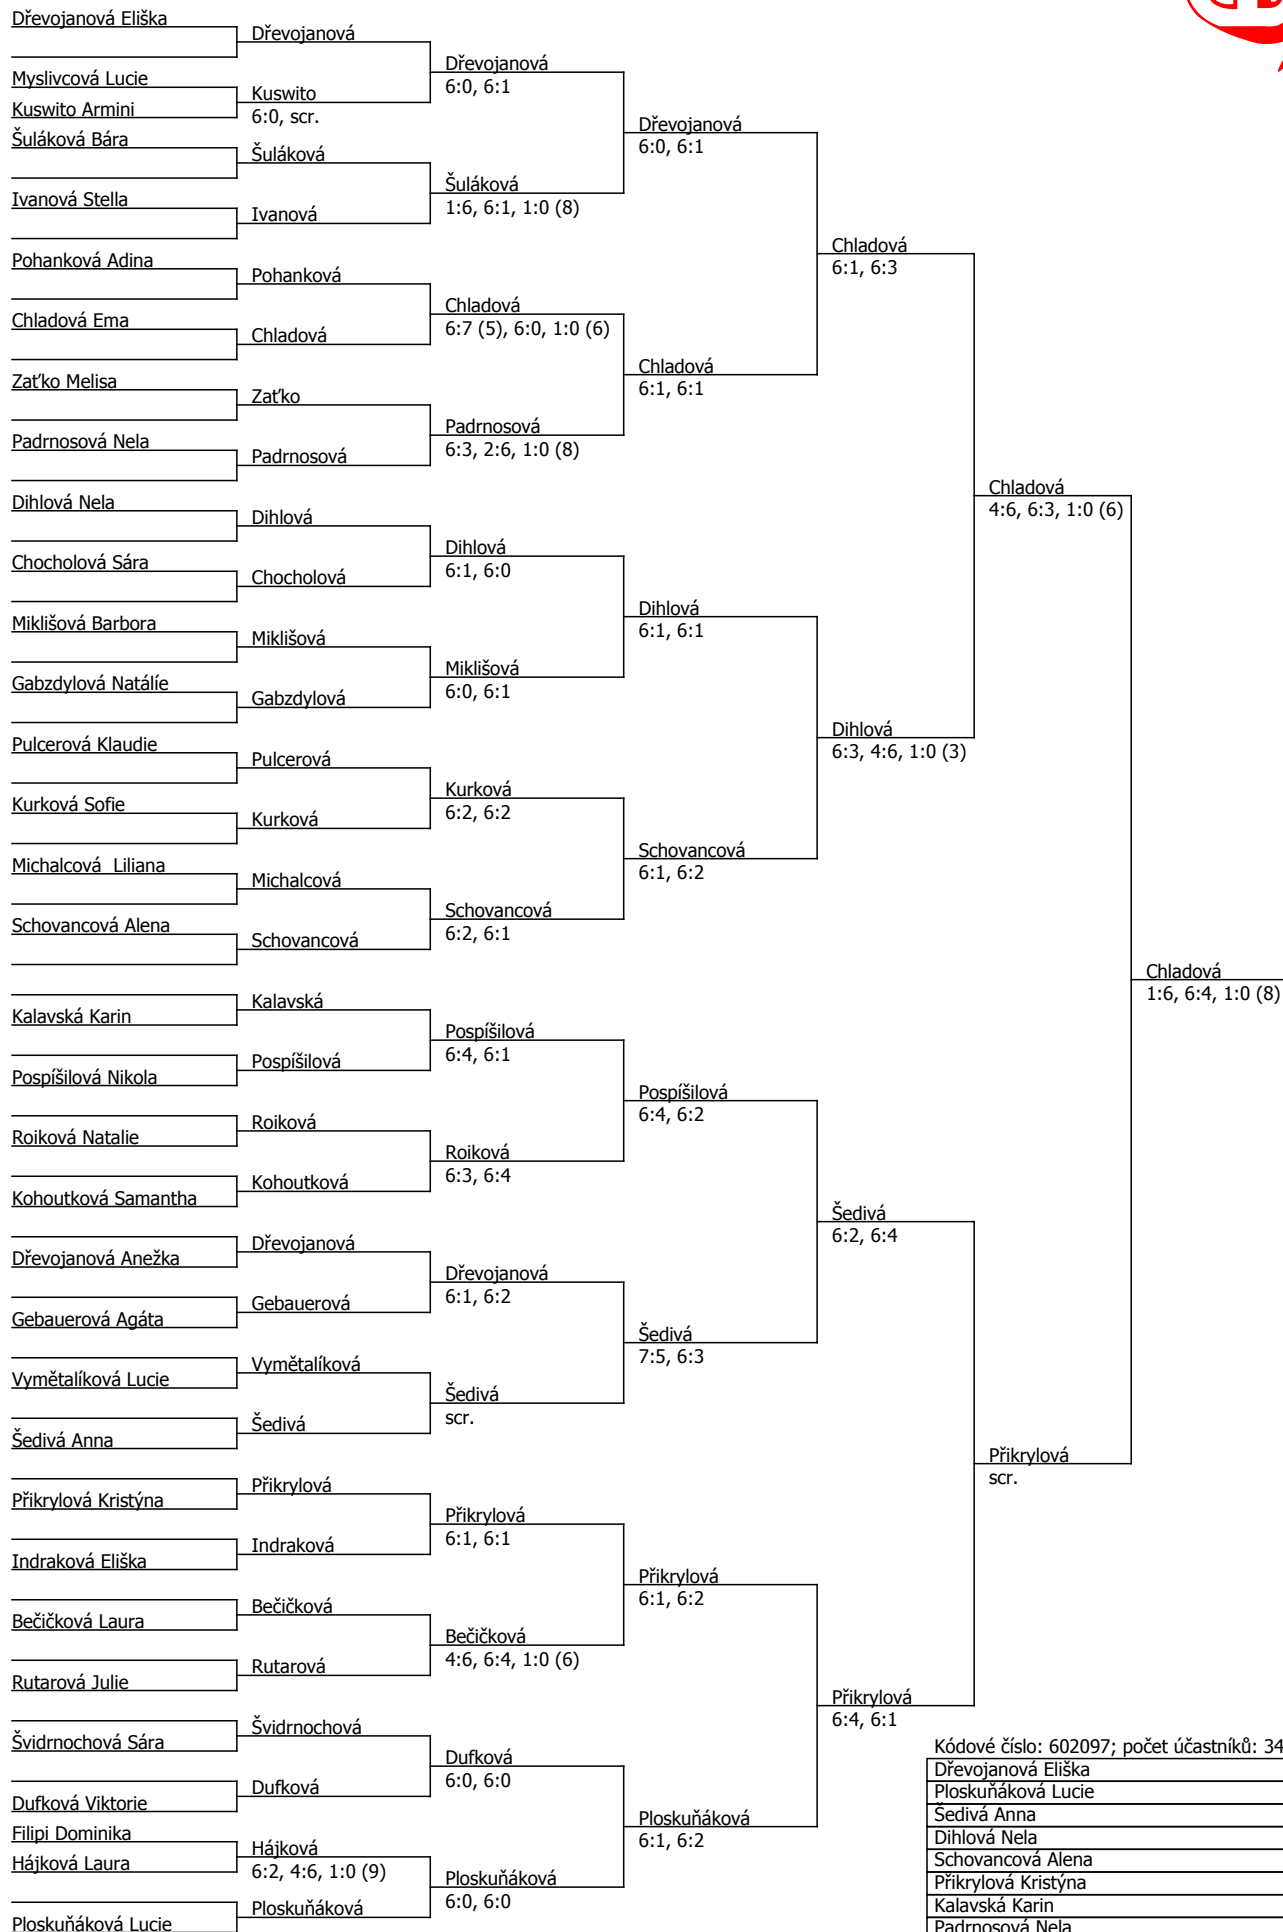 Dřevojanová Eliška
Myslivcová Lucie
Kuswito Armini
Šuláková Bára
Ivanová Stella
Pohanková Adina
Chladová Ema
Zaťko Melisa
Padrnosová Nela
Dihlová Nela
Chocholová Sára
Miklišová Barbora
Gabzdylová Natálíe
Pulcerová Klaudie
Kurková Sofie
Michalcová  Liliana
Schovancová Alena
Kalavská Karin
Pospíšilová Nikola
Roiková Natalie
Kohoutková Samantha
Dřevojanová Anežka
Gebauerová Agáta
Vymětalíková Lucie
Šedivá Anna
Přikrylová Kristýna
Indraková Eliška
Bečičková Laura
Rutarová Julie
Švidrnochová Sára
Dufková Viktorie
Filipi Dominika
Hájková Laura
Ploskuňáková Lucie
Dřevojanová
Kuswito
6:0, scr.
Šuláková
Ivanová
Pohanková
Chladová
Zaťko
Padrnosová
Dihlová
Chocholová
Miklišová
Gabzdylová
Pulcerová
Kurková
Michalcová
Schovancová
Kalavská
Pospíšilová
Roiková
Kohoutková
Dřevojanová
Gebauerová
Vymětalíková
Šedivá
Přikrylová
Indraková
Bečičková
Rutarová
Švidrnochová
Dufková
Hájková
6:2, 4:6, 1:0 (9)
Ploskuňáková
Dřevojanová
6:0, 6:1
Šuláková
1:6, 6:1, 1:0 (8)
Chladová
6:7 (5), 6:0, 1:0 (6)
Padrnosová
6:3, 2:6, 1:0 (8)
Dihlová
6:1, 6:0
Miklišová
6:0, 6:1
Kurková
6:2, 6:2
Schovancová
6:2, 6:1
Pospíšilová
6:4, 6:1
Roiková
6:3, 6:4
Dřevojanová
6:1, 6:2
Šedivá
scr.
Přikrylová
6:1, 6:1
Bečičková
4:6, 6:4, 1:0 (6)
Dufková
6:0, 6:0
Ploskuňáková
6:0, 6:0
Dřevojanová
6:0, 6:1
Chladová
6:1, 6:1
Dihlová
6:1, 6:1
Schovancová
6:1, 6:2
Pospíšilová
6:4, 6:2
Šedivá
7:5, 6:3
Přikrylová
6:1, 6:2
Ploskuňáková
6:1, 6:2
Chladová
6:1, 6:3
Dihlová
6:3, 4:6, 1:0 (3)
Šedivá
6:2, 6:4
Přikrylová
6:4, 6:1
Chladová
4:6, 6:3, 1:0 (6)
Přikrylová
scr.
Chladová
1:6, 6:4, 1:0 (8)
Kódové číslo: 602097; počet účastníků: 34
Dřevojanová Eliška
Ploskuňáková Lucie
Šedivá Anna
Dihlová Nela
Schovancová Alena
Přikrylová Kristýna
Kalavská Karin
Padrnosová Nela